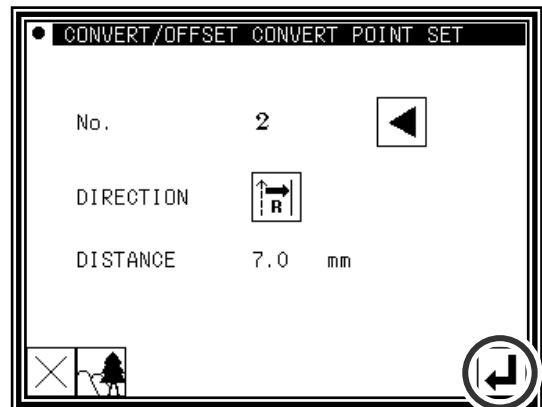 CONVERT/OFFSET CONVERT POINT SET
No. 2
DIRECTION R
DISTANCE 7.0 mm